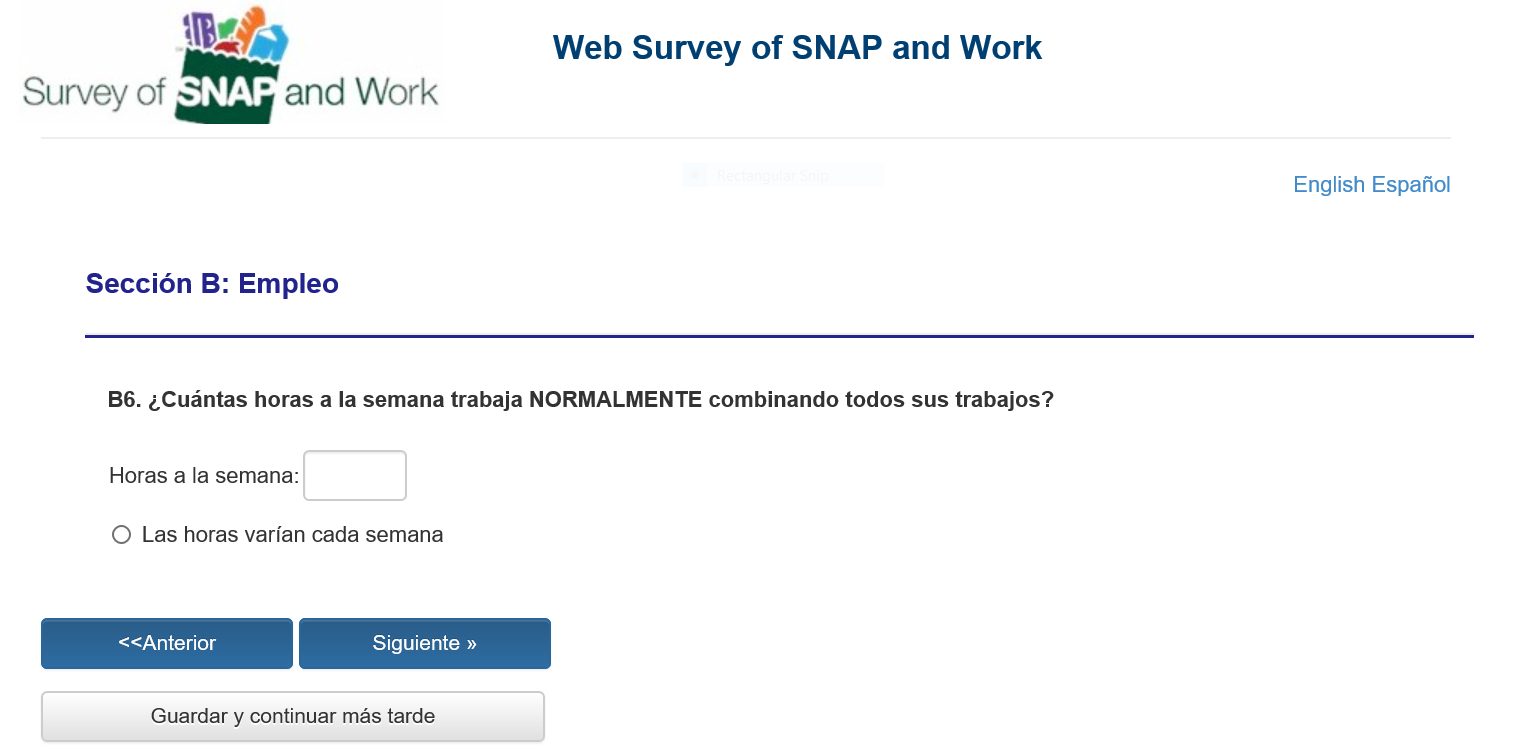 Survey of SNAP and Work
Web Survey of SNAP and Work
Rectangular Snip
English Español
Sección B: Empleo
B6. ¿Cuántas horas a la semana trabaja NORMALMENTE combinando todos sus trabajos?
Horas a la semana:
Las horas varían cada semana
<<Anterior
Siguiente »
Guardar y continuar más tarde